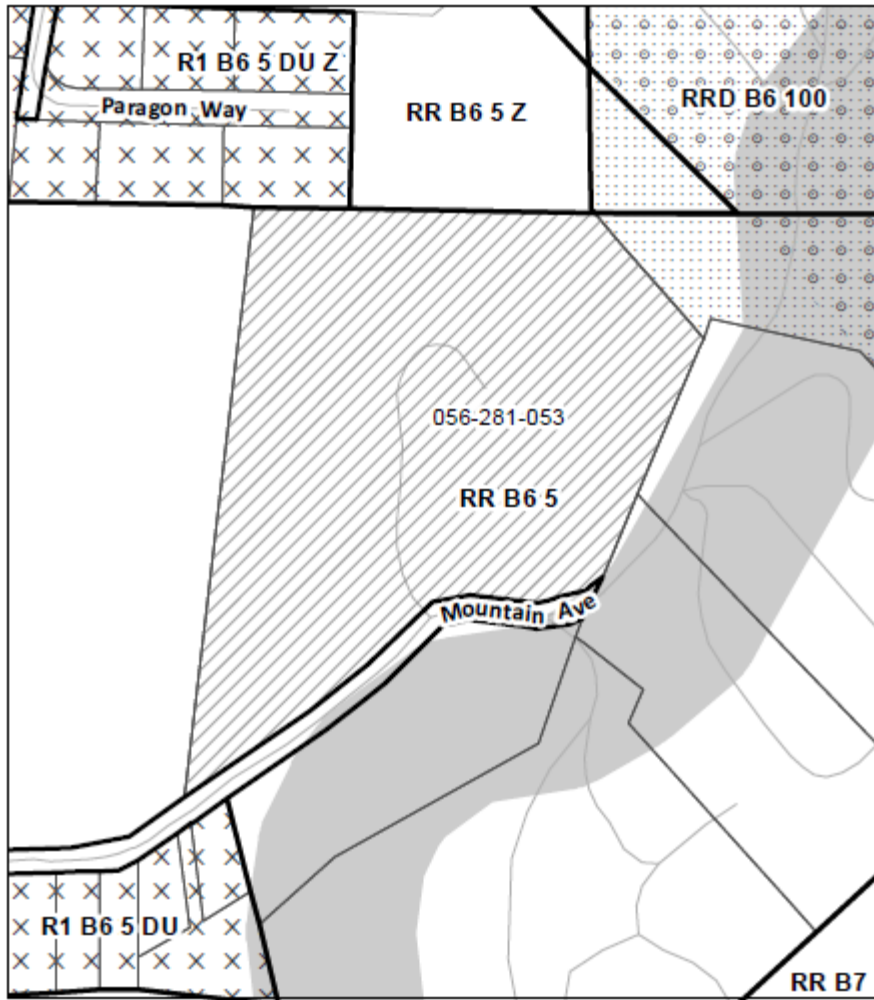 R1 B6 5 DU Z
Paragon Way
RR B6 5 Z
RRD B6 100
056-281-053
RR B6 5
Mountain Ave
R1 B6 5 DU
RR B7